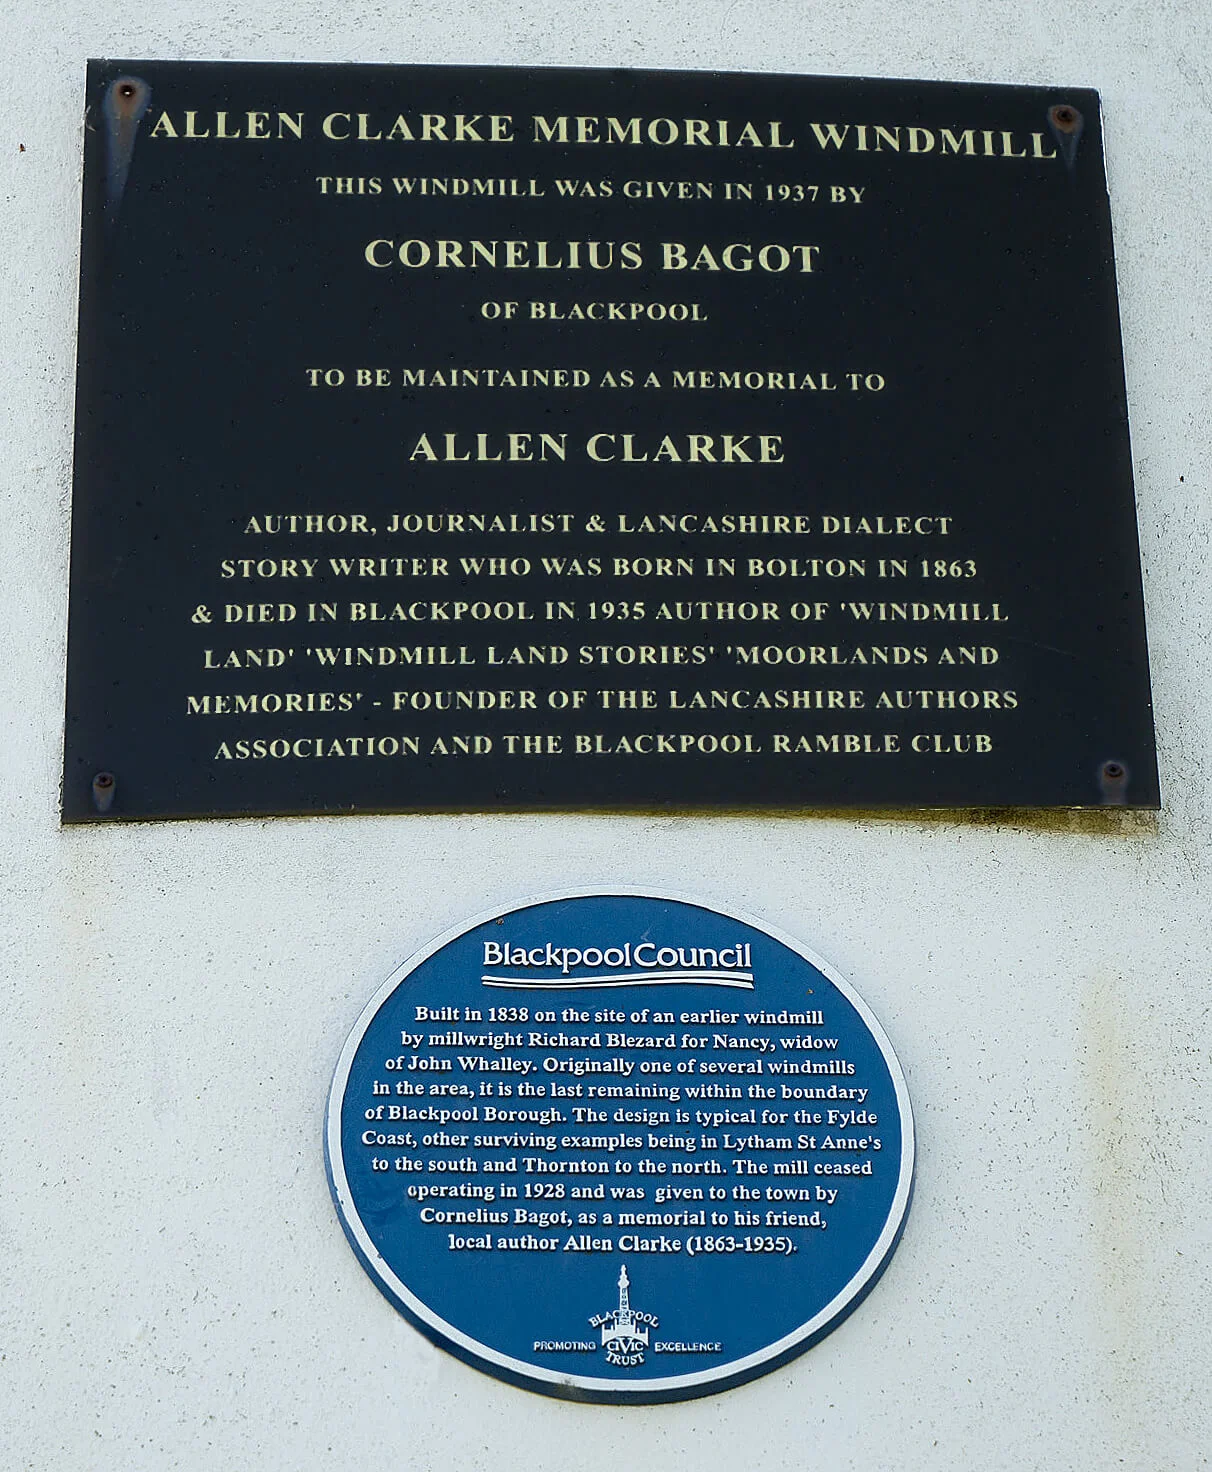 ALLEN CLARKE MEMORIAL WINDMILL
THIS WINDMILL WAS GIVEN IN 1937 BY
CORNELIUS BAGOT
OF BLACKPOOL
TO BE MAINTAINED AS A MEMORIAL TO
ALLEN CLARKE
AUTHOR, JOURNALIST & LANCASHIRE DIALECT
STORY WRITER WHO WAS BORN IN BOLTON IN 1863
& DIED IN BLACKPOOL IN 1935 AUTHOR OF 'WINDMILL
LAND' 'WINDMILL LAND STORIES' 'MOORLANDS AND
MEMORIES' - FOUNDER OF THE LANCASHIRE AUTHORS
ASSOCIATION AND THE BLACKPOOL RAMBLE CLUB
Blackpool Council
Built in 1838 on the site of an earlier windmill
by millwright Richard Blezard for Nancy, widow
of John Whalley. Originally one of several windmills
in the area, it is the last remaining within the boundary
of Blackpool Borough. The design is typical for the Fylde
Coast, other surviving examples being in Lytham St Anne's
to the south and Thornton to the north. The mill ceased
operating in 1928 and was given to the town by
Cornelius Bagot, as a memorial to his friend,
local author Allen Clarke (1863-1935).
BLACKPOOL
PROMOTING CIVIC EXCELLENCE
TRUST